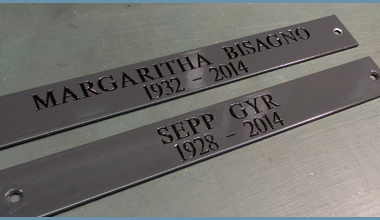 MARGARITHA BISAGNO
1932 - 2014
SEPP GYR
1928 - 2014